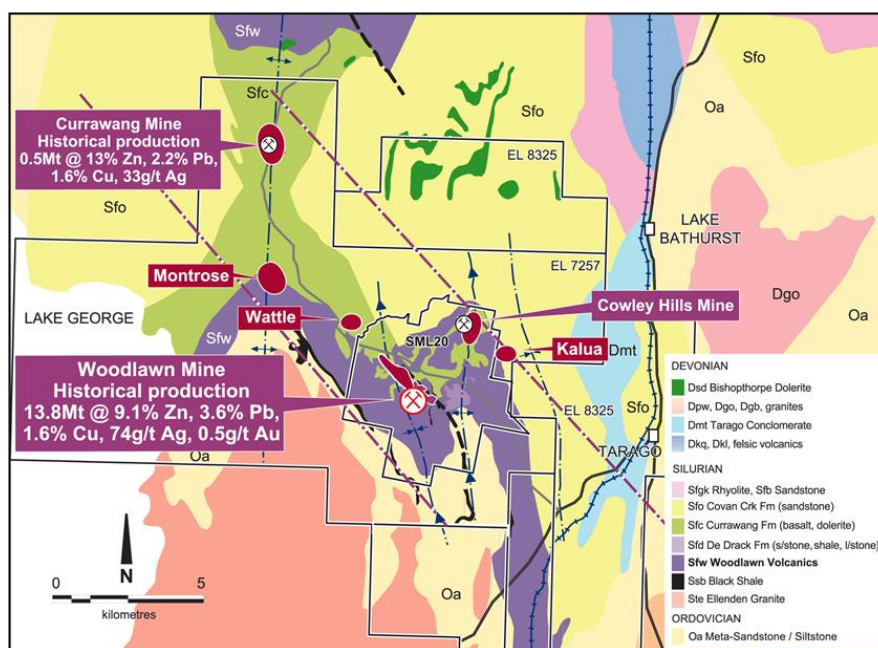 Sfw
Sfc
Sfo
Sfo
Oa
Currawang Mine
Historical production
0.5Mt @ 13% Zn, 2.2% Pb,
1.6% Cu, 33g/t Ag
Sfo
EL 8325
LAKE
BATHURST
Montrose
EL 7257
Dgo
Oa
LAKE GEORGE
Wattle
Cowley Hills Mine
Sfw
SML20
Kalua
Dmt
Woodlawn Mine
Historical production
13.8Mt @ 9.1% Zn, 3.6% Pb,
1.6% Cu, 74g/t Ag, 0.5g/t Au
EL 8325
Sfo
TARAGO
Oa
Oa
N
0 5
kilometres
DEVONIAN
Dsd Bishopthorpe Dolerite
Dpw, Dgo, Dgb, granites
Dmt Tarago Conclomerate
Dkq, Dkl, felsic volcanics
SILURIAN
Sfgk Rhyolite, Sfb Sandstone
Sfo Covan Crk Fm (sandstone)
Sfc Currawang Fm (basalt, dolerite)
Sfd De Drack Fm (s/stone, shale, l/stone)
Sfw Woodlawn Volcanics
Ssb Black Shale
Ste Ellenden Granite
ORDOVICIAN
Oa Meta-Sandstone / Siltstone